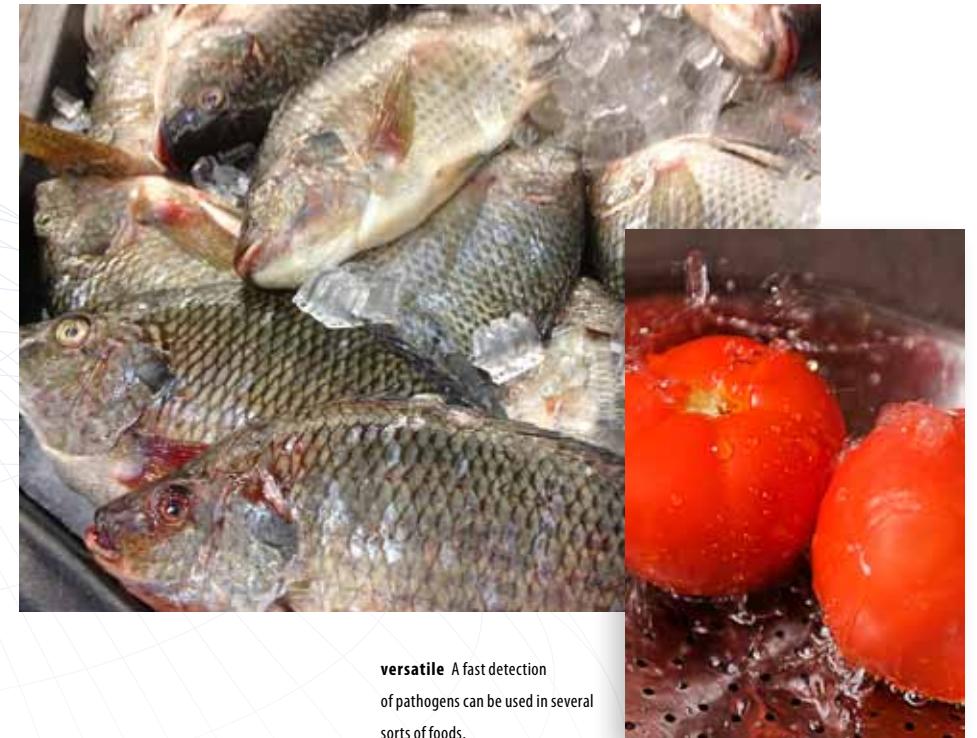 versatile A fast detection
of pathogens can be used in several
sorts of foods.